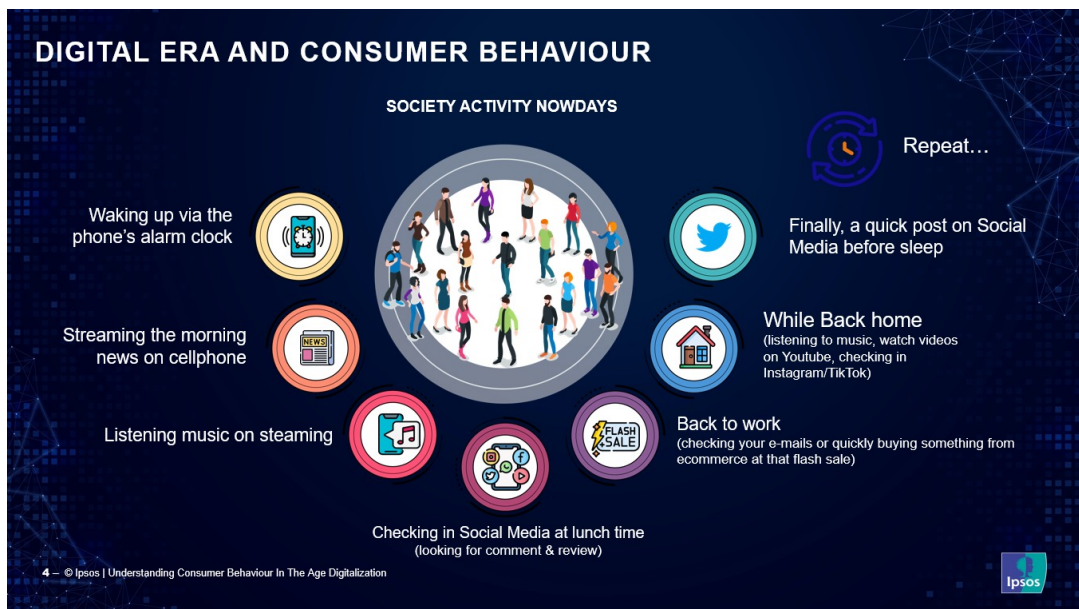 DIGITAL ERA AND CONSUMER BEHAVIOUR
SOCIETY ACTIVITY NOWDAYS
Repeat…
Waking up via the
phone's alarm clock
Streaming the morning
news on cellphone
NEWS
Listening music on steaming
Checking in Social Media at lunch time
(looking for comment & review)
FLASH
SALE
Back to work
(checking your e-mails or quickly buying something from
ecommerce at that flash sale)
While Back home
(listening to music, watch videos
on Youtube, checking in
Instagram/TikTok)
Finally, a quick post on Social
Media before sleep
4 – © Ipsos | Understanding Consumer Behaviour In The Age Digitalization
Ipsos